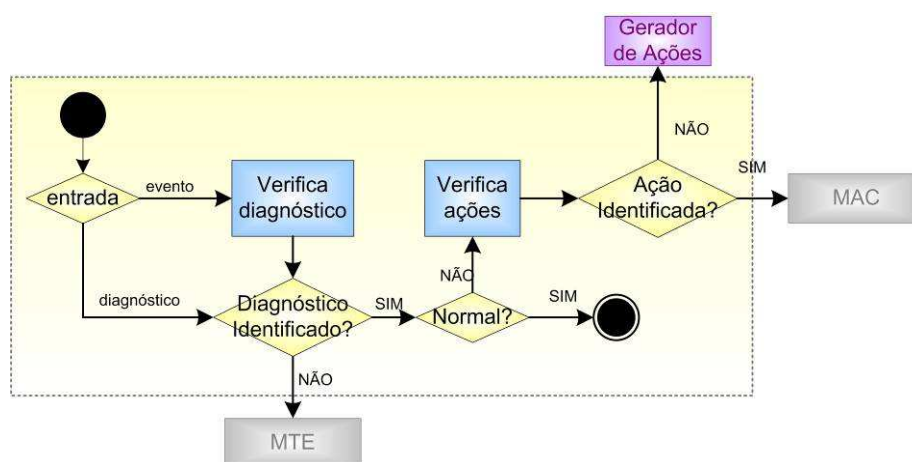 Gerador
de Ações
NÃO
SIM
entrada
evento
Verifica
diagnóstico
Verifica
ações
Ação
Identificada?
MAC
NÃO
diagnóstico
Diagnóstico
Identificado?
SIM
Normal?
SIM
NÃO
MTE